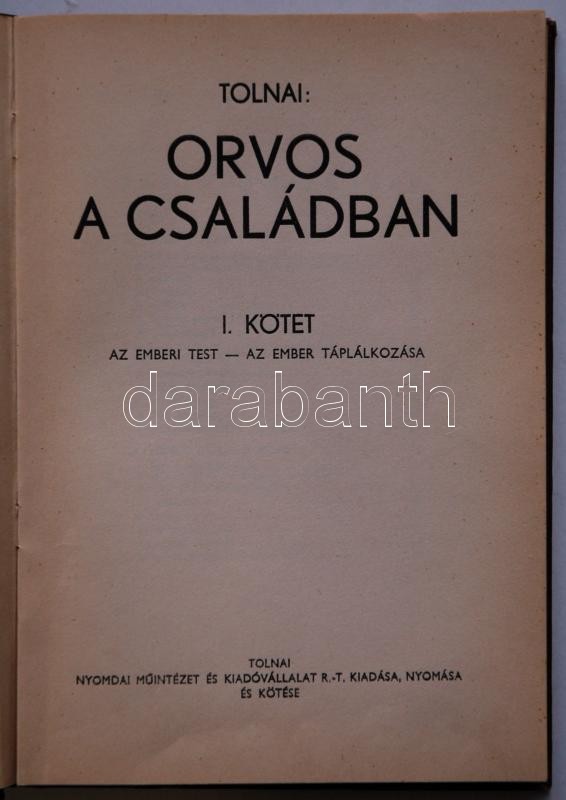 TOLNAI:
ORVOS
A CSALÁDBAN
I. KÖTET
AZ EMBERI TEST — AZ EMBER TÁPLÁLKOZÁSA
darabanth
TOLNAI
NYOMDAI MŰINTÉZET ÉS KIADÓVÁLLALAT R.-T. KIADÁSA, NYOMÁSA
ÉS KÖTÉSE